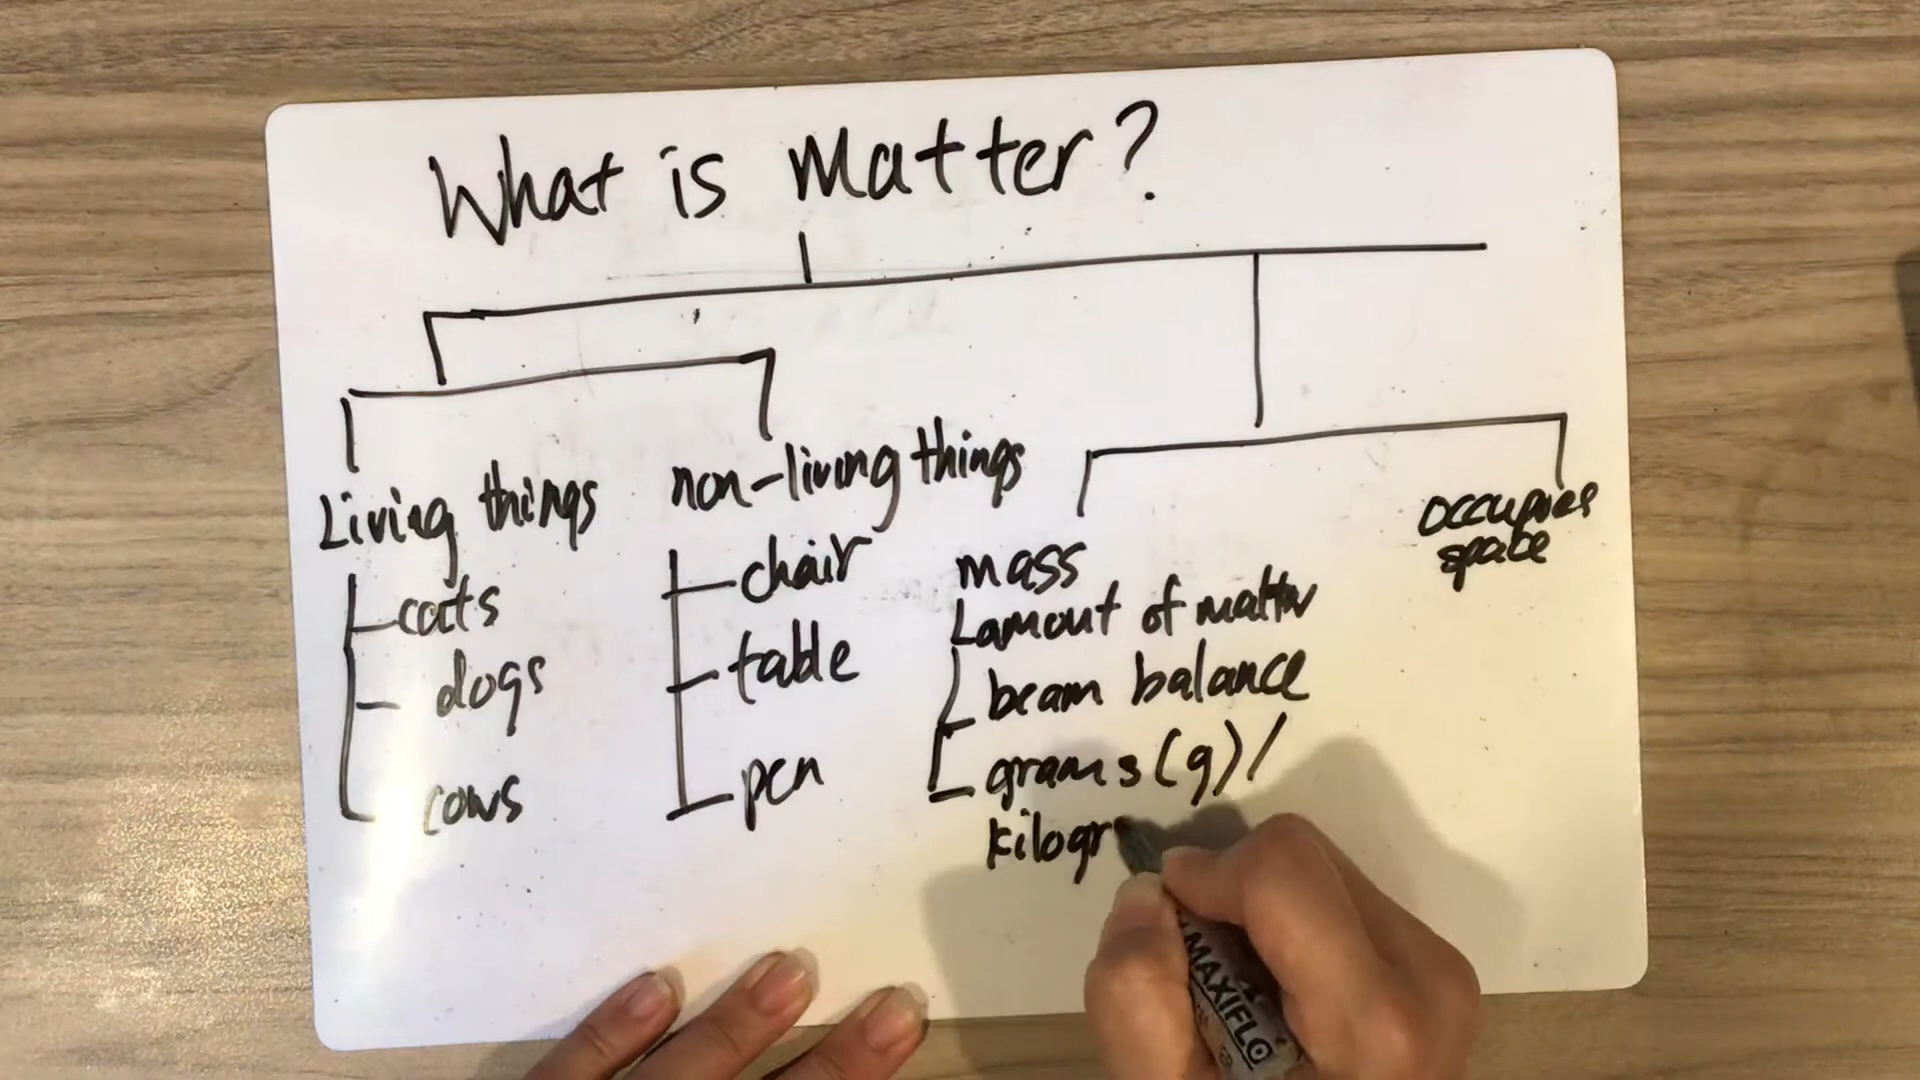 What is Matter?
Living things
cats
dogs
cows
non-living things
chair
table
pen
mass
amout of matter
beam balance
grams (g) /
kilogr
occupies
space
MAXIFLO